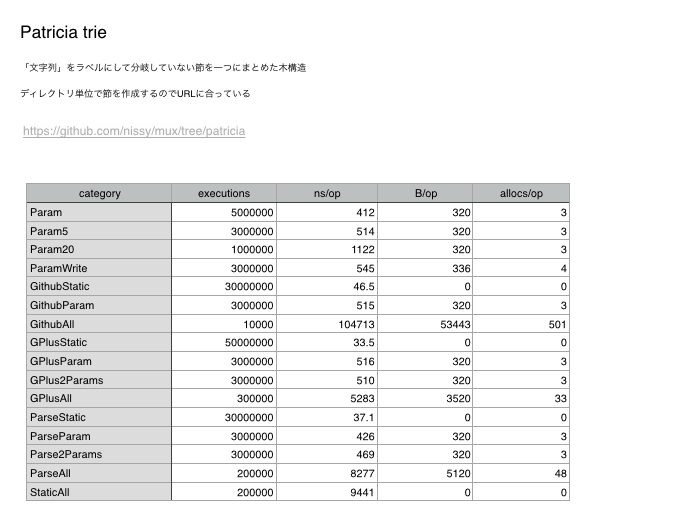 Patricia trie
「文字列」をラベルにして分岐していない節を一つにまとめた木構造
ディレクトリ単位で節を作成するのでURLに合っている
https://github.com/nissy/mux/tree/patricia
category executions ns/op B/op allocs/op
Param 5000000 412 320 3
Param5 3000000 514 320 3
Param20 1000000 1122 320 3
ParamWrite 3000000 545 336 4
GithubStatic 30000000 46.5 0 0
GithubParam 3000000 515 320 3
GithubAll 10000 104713 53443 501
GPlusStatic 50000000 33.5 0 0
GPlusParam 3000000 516 320 3
GPlus2Params 3000000 510 320 3
GPlusAll 300000 5283 3520 33
ParseStatic 30000000 37.1 0 0
ParseParam 3000000 426 320 3
Parse2Params 3000000 469 320 3
ParseAll 200000 8277 5120 48
StaticAll 200000 9441 0 0